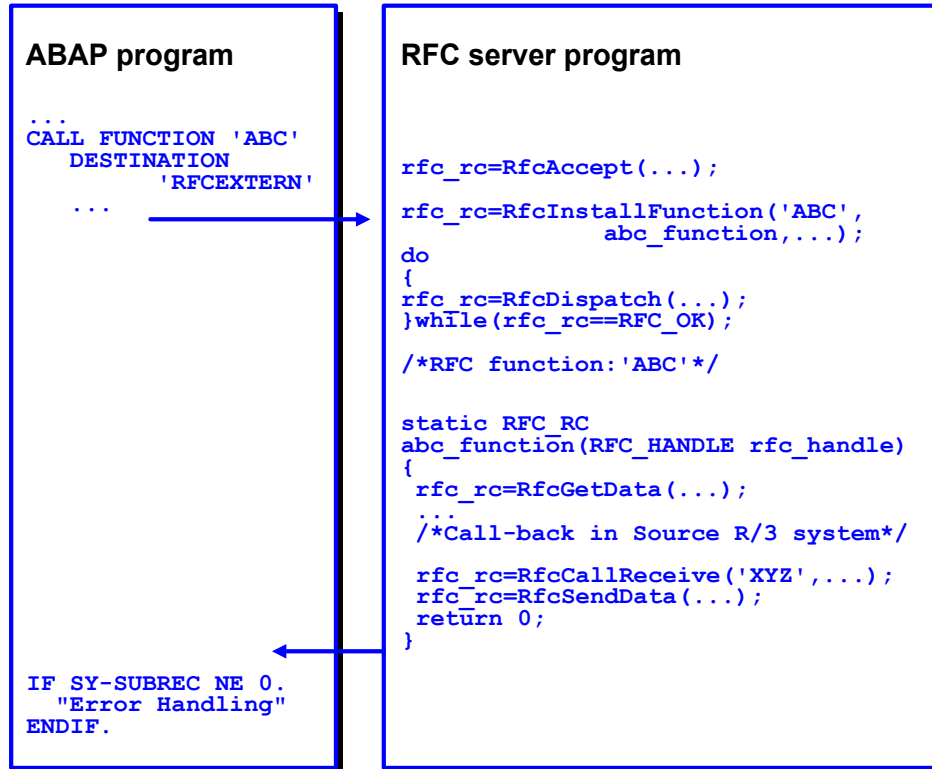 ABAP program
...
CALL FUNCTION 'ABC'
DESTINATION
'RFCEXTERN'
...
IF SY-SUBREC NE 0.
"Error Handling"
ENDIF.
RFC server program
rfc_rc=RfcAccept(...);
rfc_rc=RfcInstallFunction('ABC',
abc_function,...);
do
{
rfc_rc=RfcDispatch(...);
}while(rfc_rc==RFC_OK);
/*RFC function:'ABC'*/
static RFC_RC
abc_function(RFC_HANDLE rfc_handle)
{
rfc_rc=RfcGetData(...);
...
/*Call-back in Source R/3 system*/
rfc_rc=RfcCallReceive('XYZ',...);
rfc_rc=RfcSendData(...);
return 0;
}